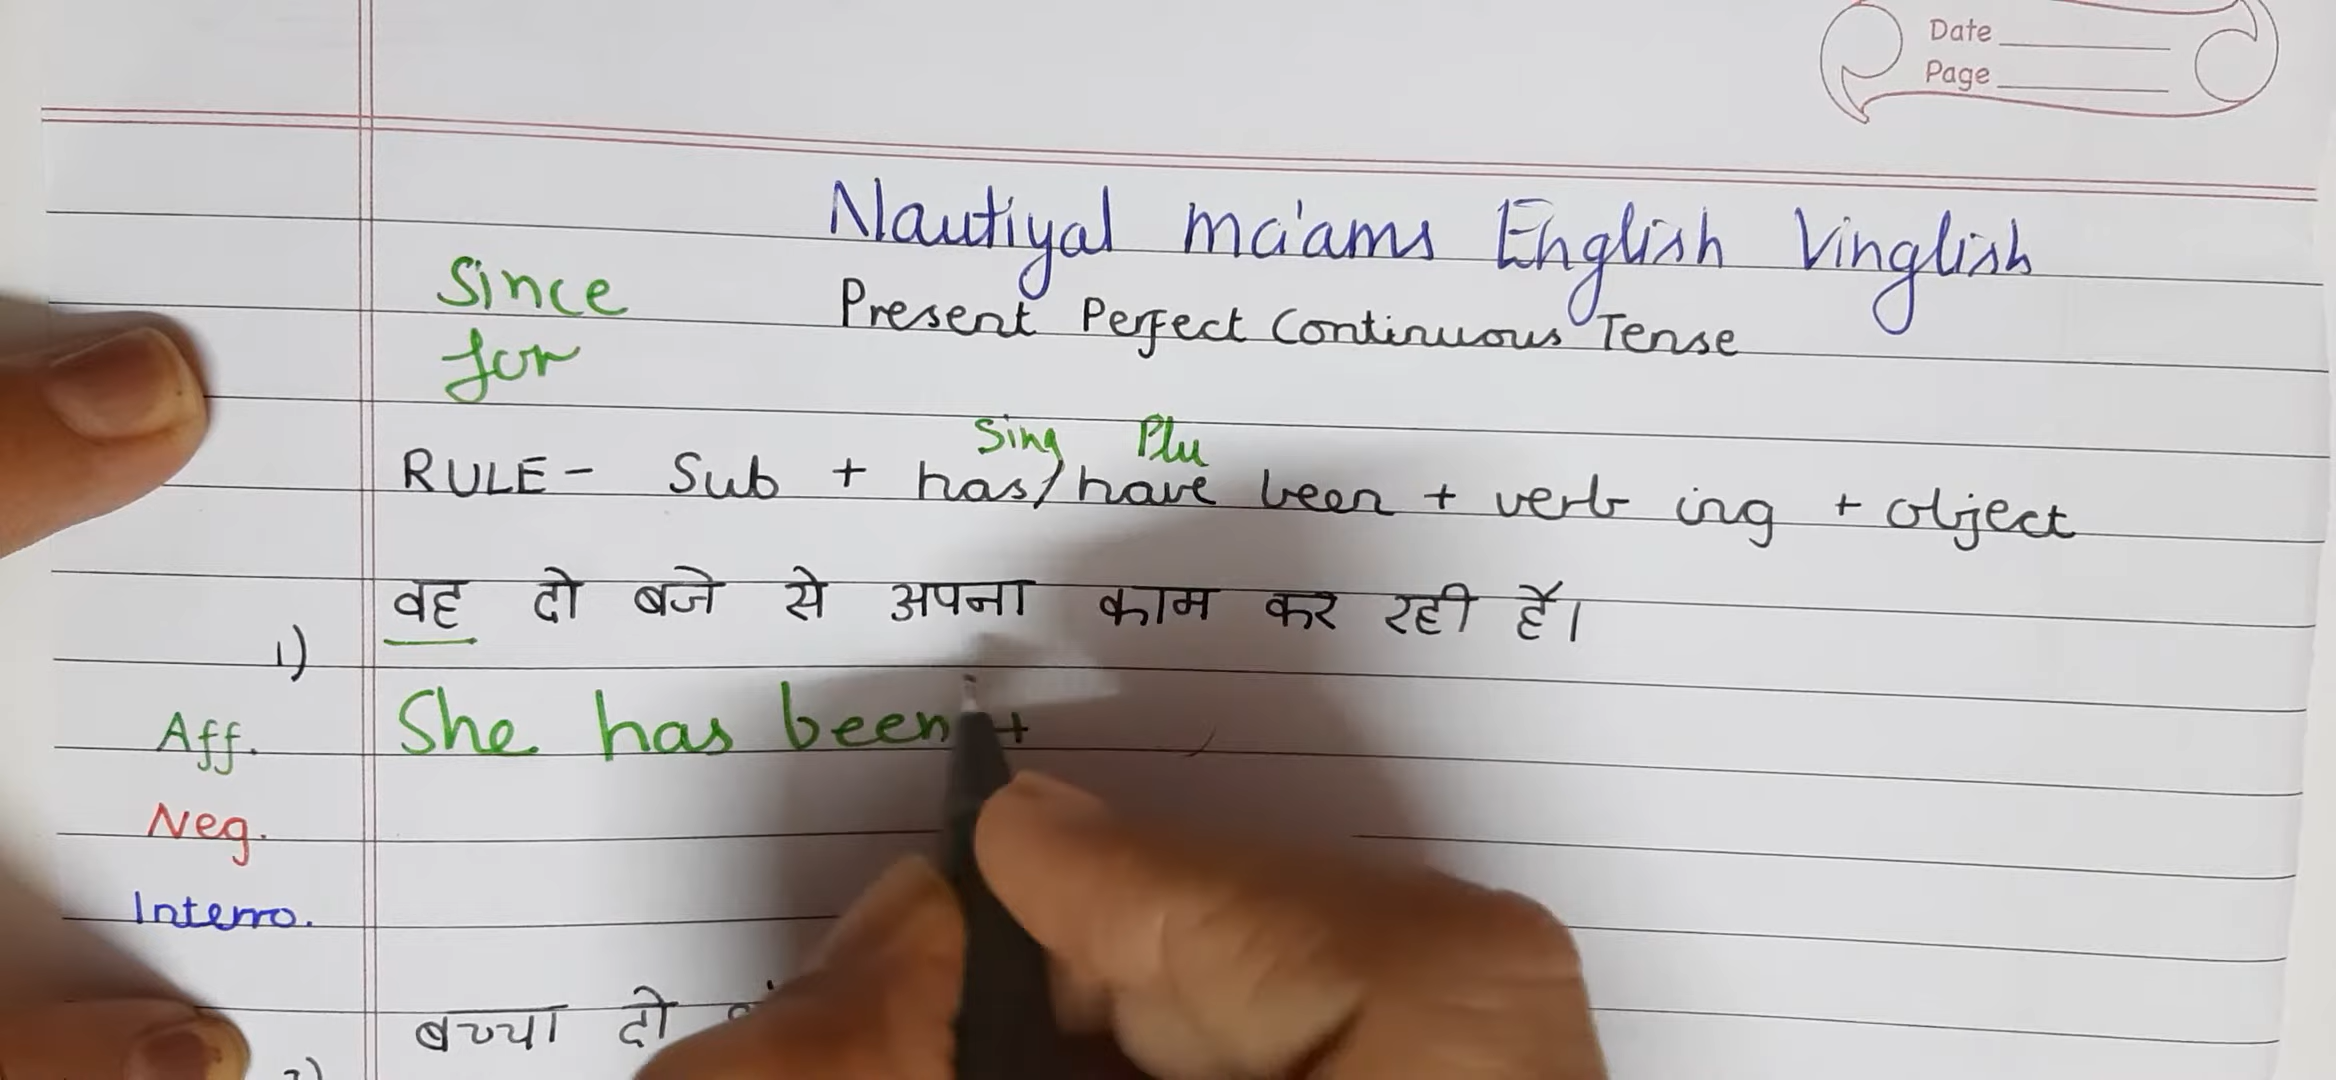 Date
Page
Nautiyal ma'ams English Vinglish
Since
Present Perfect Continuous Tense
for
Sing Plu
RULE- Sub + has/have been + verb ing + object
वह दो बजे से अपना काम कर रही हैं।
1)
Aff. She has been +
Neg.
Interro.
बच्चा दो
2)